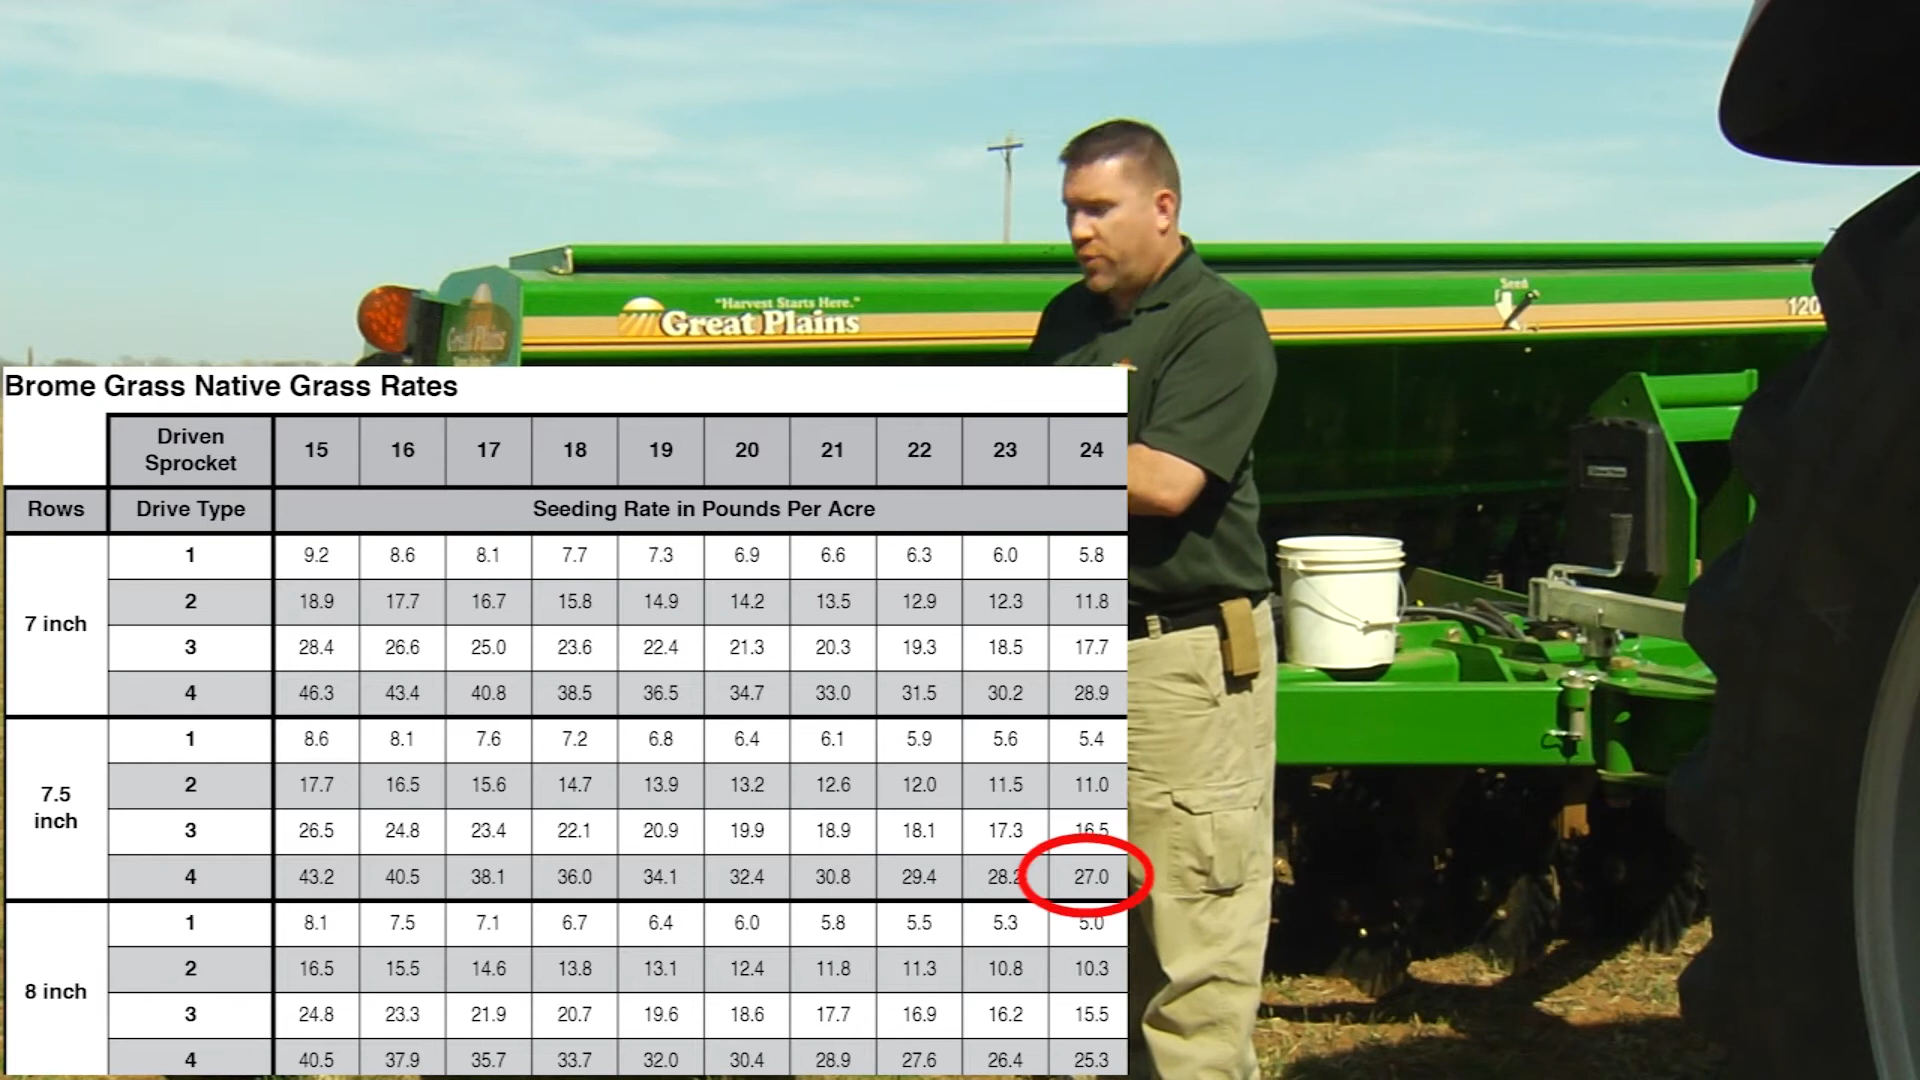 "Harvest Starts Here."
Great Plains
Great Plains
Seed
120
Brome Grass Native Grass Rates
Driven Sprocket 15 16 17 18 19 20 21 22 23 24
Rows Drive Type Seeding Rate in Pounds Per Acre
7 inch
1 9.2 8.6 8.1 7.7 7.3 6.9 6.6 6.3 6.0 5.8
2 18.9 17.7 16.7 15.8 14.9 14.2 13.5 12.9 12.3 11.8
3 28.4 26.6 25.0 23.6 22.4 21.3 20.3 19.3 18.5 17.7
4 46.3 43.4 40.8 38.5 36.5 34.7 33.0 31.5 30.2 28.9
7.5 inch
1 8.6 8.1 7.6 7.2 6.8 6.4 6.1 5.9 5.6 5.4
2 17.7 16.5 15.6 14.7 13.9 13.2 12.6 12.0 11.5 11.0
3 26.5 24.8 23.4 22.1 20.9 19.9 18.9 18.1 17.3 16.5
4 43.2 40.5 38.1 36.0 34.1 32.4 30.8 29.4 28.2 27.0
8 inch
1 8.1 7.5 7.1 6.7 6.4 6.0 5.8 5.5 5.3 5.0
2 16.5 15.5 14.6 13.8 13.1 12.4 11.8 11.3 10.8 10.3
3 24.8 23.3 21.9 20.7 19.6 18.6 17.7 16.9 16.2 15.5
4 40.5 37.9 35.7 33.7 32.0 30.4 28.9 27.6 26.4 25.3